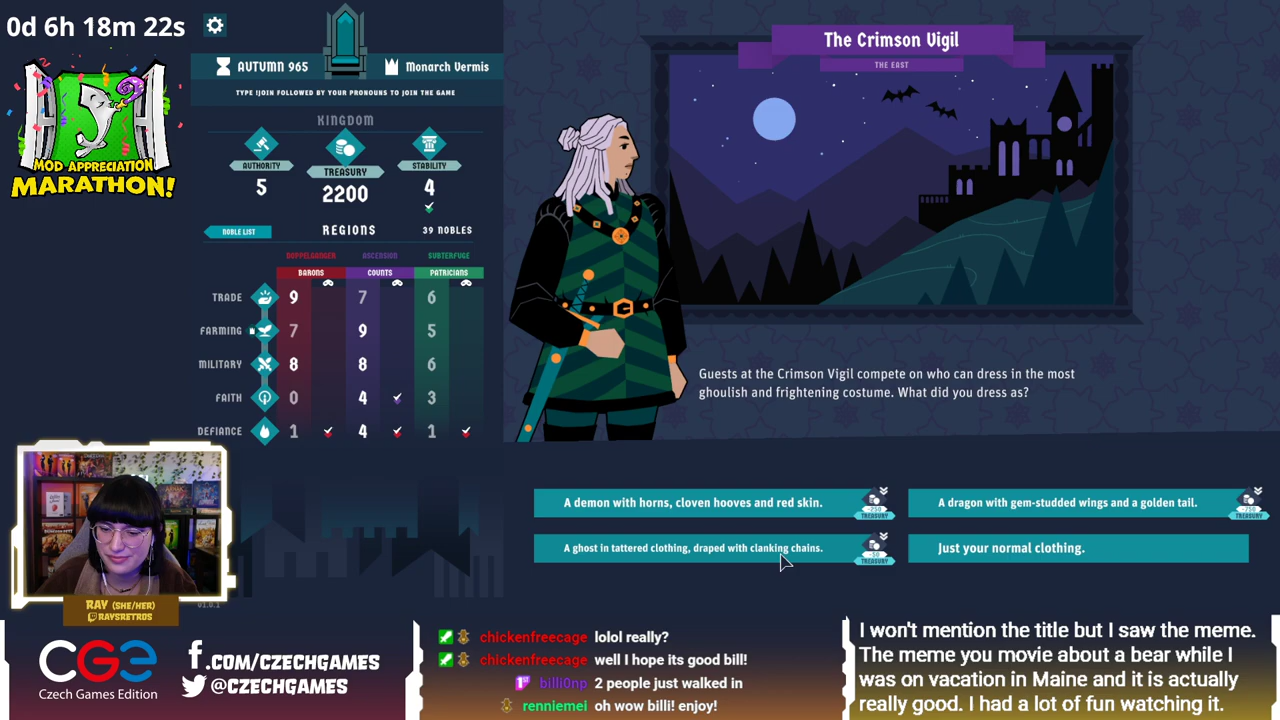 0d 6h 18m 22s
MOD APPRECIATION
MARATHON!
AUTUMN 965
Monarch Vermis
TYPE !JOIN FOLLOWED BY YOUR PRONOUNS TO JOIN THE GAME
KINGDOM
AUTHORITY
TREASURY
STABILITY
5
2200
4
NOBLE LIST
REGIONS
39 NOBLES
DOPPELGANGER
ASCENSION
SUBTERFUGE
BARONS
COUNTS
PATRICIANS
TRADE 9 7 6
FARMING 7 9 5
MILITARY 8 8 6
FAITH 0 4 3
DEFIANCE 1 4 1
The Crimson Vigil
THE EAST
Guests at the Crimson Vigil compete on who can dress in the most
ghoulish and frightening costume. What did you dress as?
A demon with horns, cloven hooves and red skin.
-250
TREASURY
A dragon with gem-studded wings and a golden tail.
-750
TREASURY
A ghost in tattered clothing, draped with clanking chains.
TREASURY
Just your normal clothing.
RAY (SHE/HER)
RAYSRETROS
V1.0.1
CGE
Czech Games Edition
f.COM/CZECHGAMES
@CZECHGAMES
chickenfreecage lolol really?
chickenfreecage well I hope its good bill!
billi0np 2 people just walked in
renniemei oh wow billi! enjoy!
I won't mention the title but I saw the meme.
The meme you movie about a bear while I
was on vacation in Maine and it is actually
really good. I had a lot of fun watching it.